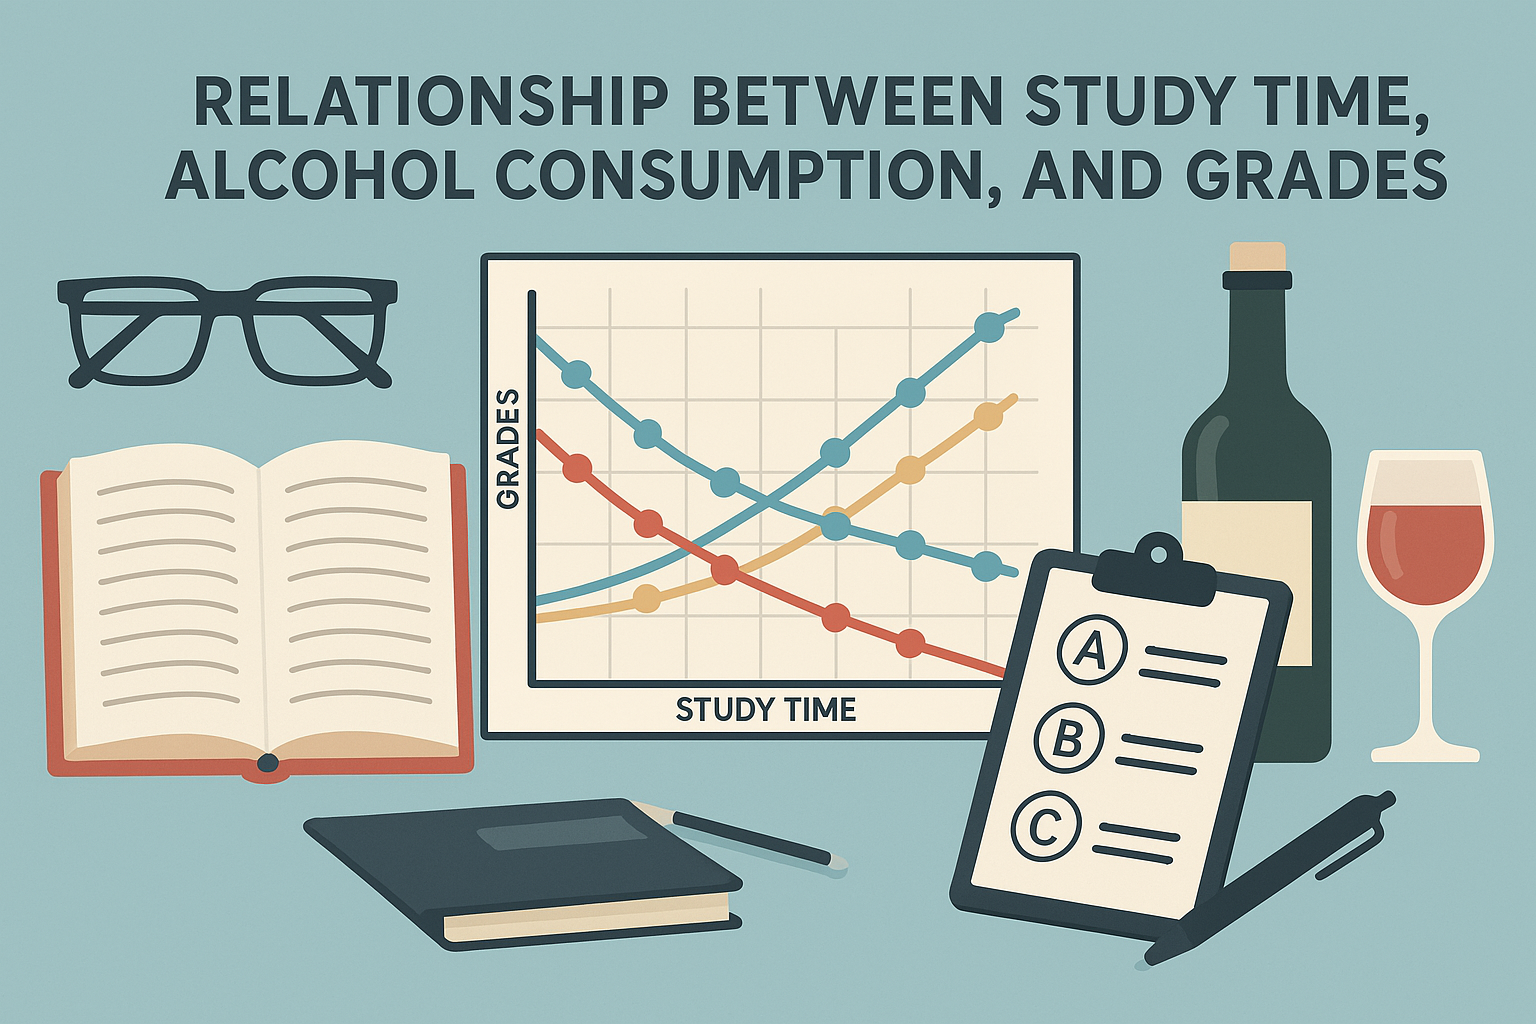 RELATIONSHIP BETWEEN STUDY TIME,
ALCOHOL CONSUMPTION, AND GRADES
GRADES
STUDY TIME
A
B
C